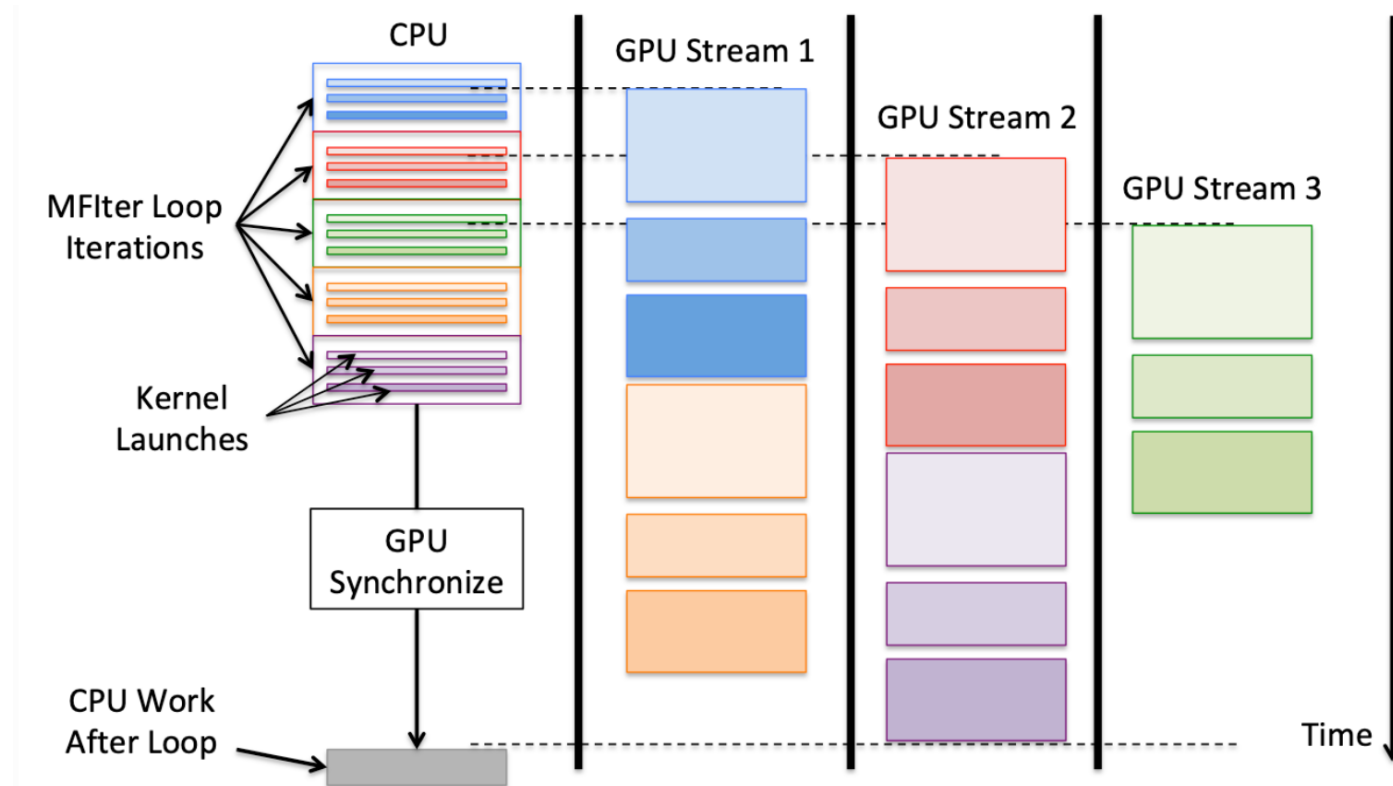 CPU
GPU Stream 1
GPU Stream 2
GPU Stream 3
MFIter Loop
Iterations
Kernel
Launches
GPU
Synchronize
CPU Work
After Loop
Time